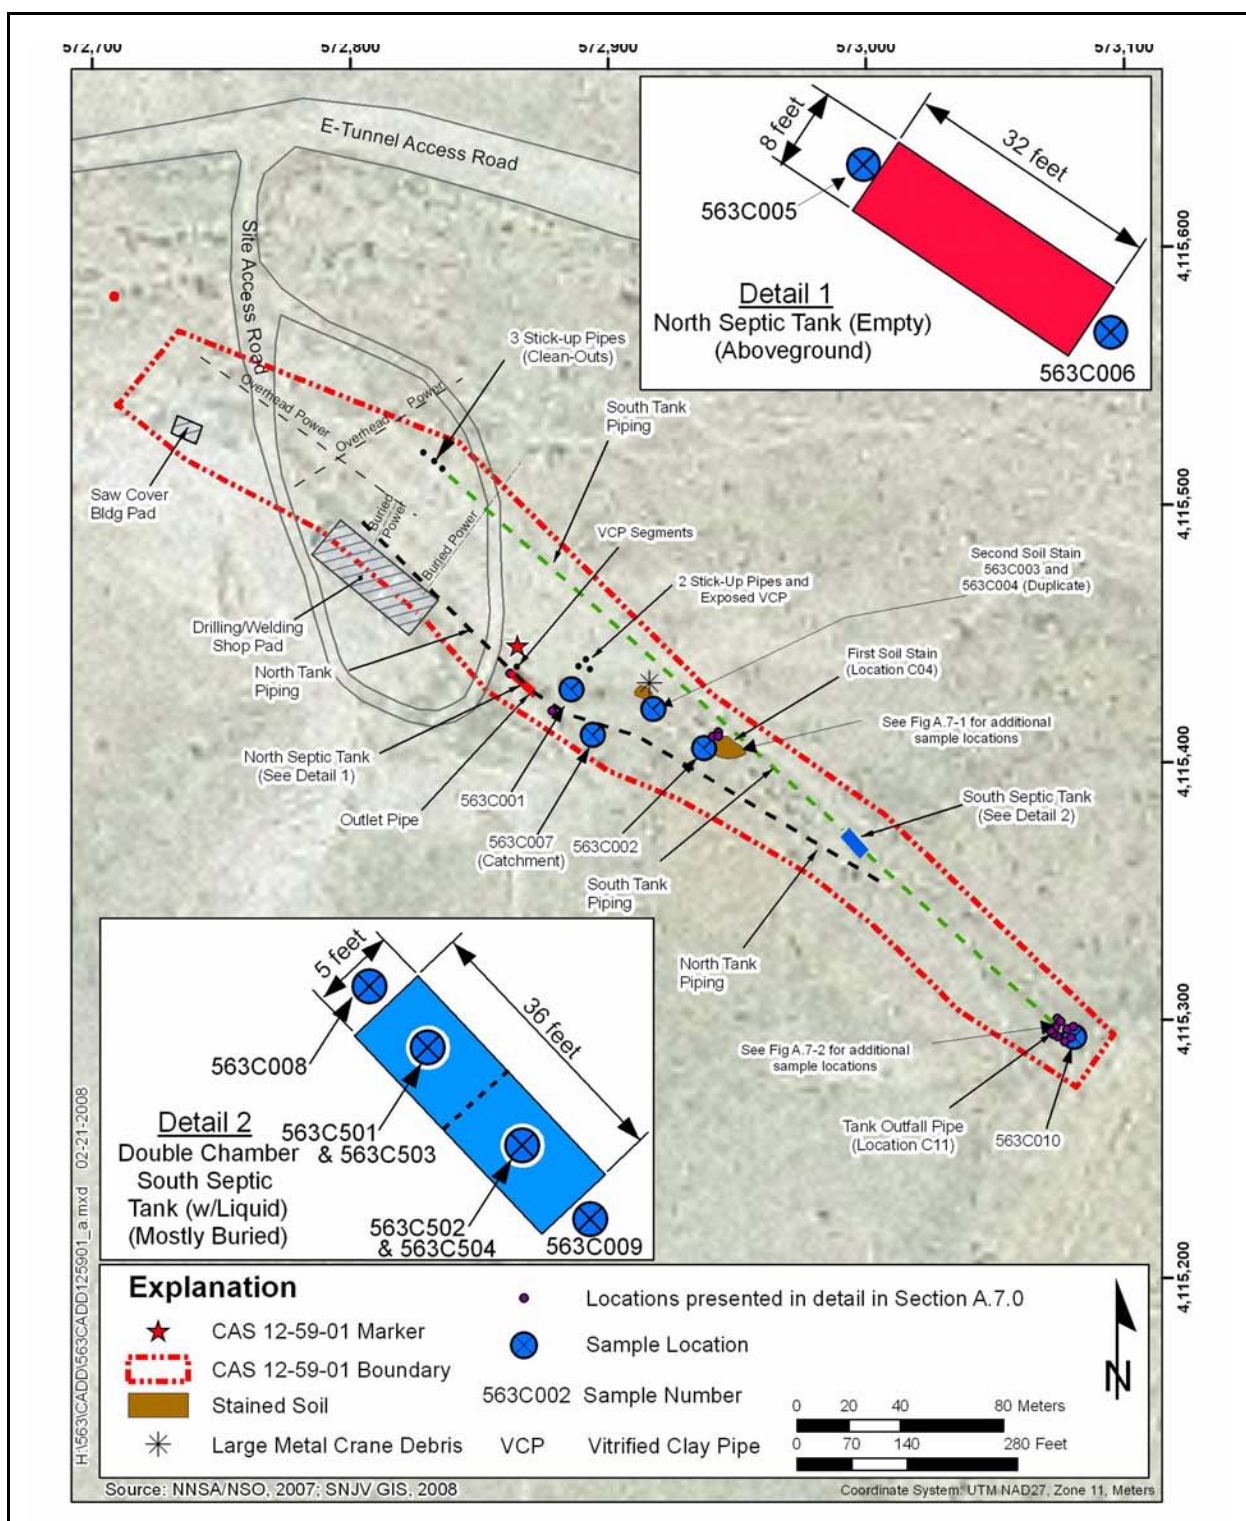 572,700
572,800
572,900
573,000
573,100
E-Tunnel Access Road
Site Access Road
8 feet
32 feet
563C005
Detail 1
North Septic Tank (Empty)
(Aboveground)
563C006
4,115,600
4,115,500
4,115,400
4,115,300
4,115,200
3 Stick-up Pipes
(Clean-Outs)
Overhead Power
Overhead Power
South Tank
Piping
Saw Cover
Bldg Pad
Buried
Power
Buried Power
VCP Segments
2 Stick-Up Pipes and
Exposed VCP
Second Soil Stain
563C003 and
563C004 (Duplicate)
Drilling/Welding
Shop Pad
North Tank
Piping
First Soil Stain
(Location C04)
See Fig A.7-1 for additional
sample locations
North Septic Tank
(See Detail 1)
Outlet Pipe
563C001
563C007
(Catchment)
563C002
South Tank
Piping
South Septic Tank
(See Detail 2)
North Tank
Piping
See Fig A.7-2 for additional
sample locations
Tank Outfall Pipe
(Location C11)
563C010
5 feet
36 feet
563C008
Detail 2
Double Chamber
South Septic
Tank (w/Liquid)
(Mostly Buried)
563C501
& 563C503
563C502
& 563C504
563C009
H:\563\CADD\563CADD125901_a.mxd 02-21-2008
Explanation
CAS 12-59-01 Marker
CAS 12-59-01 Boundary
Stained Soil
Large Metal Crane Debris
Locations presented in detail in Section A.7.0
Sample Location
563C002 Sample Number
VCP Vitrified Clay Pipe
N
0 20 40 80 Meters
0 70 140 280 Feet
Source: NNSA/NSO, 2007; SNJV GIS, 2008
Coordinate System: UTM NAD27, Zone 11, Meters